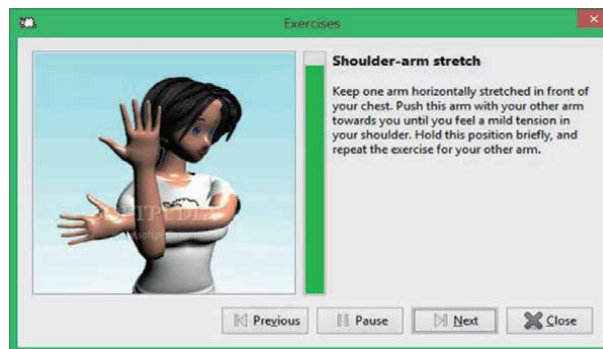 Exercises
Shoulder-arm stretch
Keep one arm horizontally stretched in front of
your chest. Push this arm with your other arm
towards you until you feel a mild tension in
your shoulder. Hold this position briefly, and
repeat the exercise for your other arm.
SOFTPEDIA
Previous
Pause
Next
Close